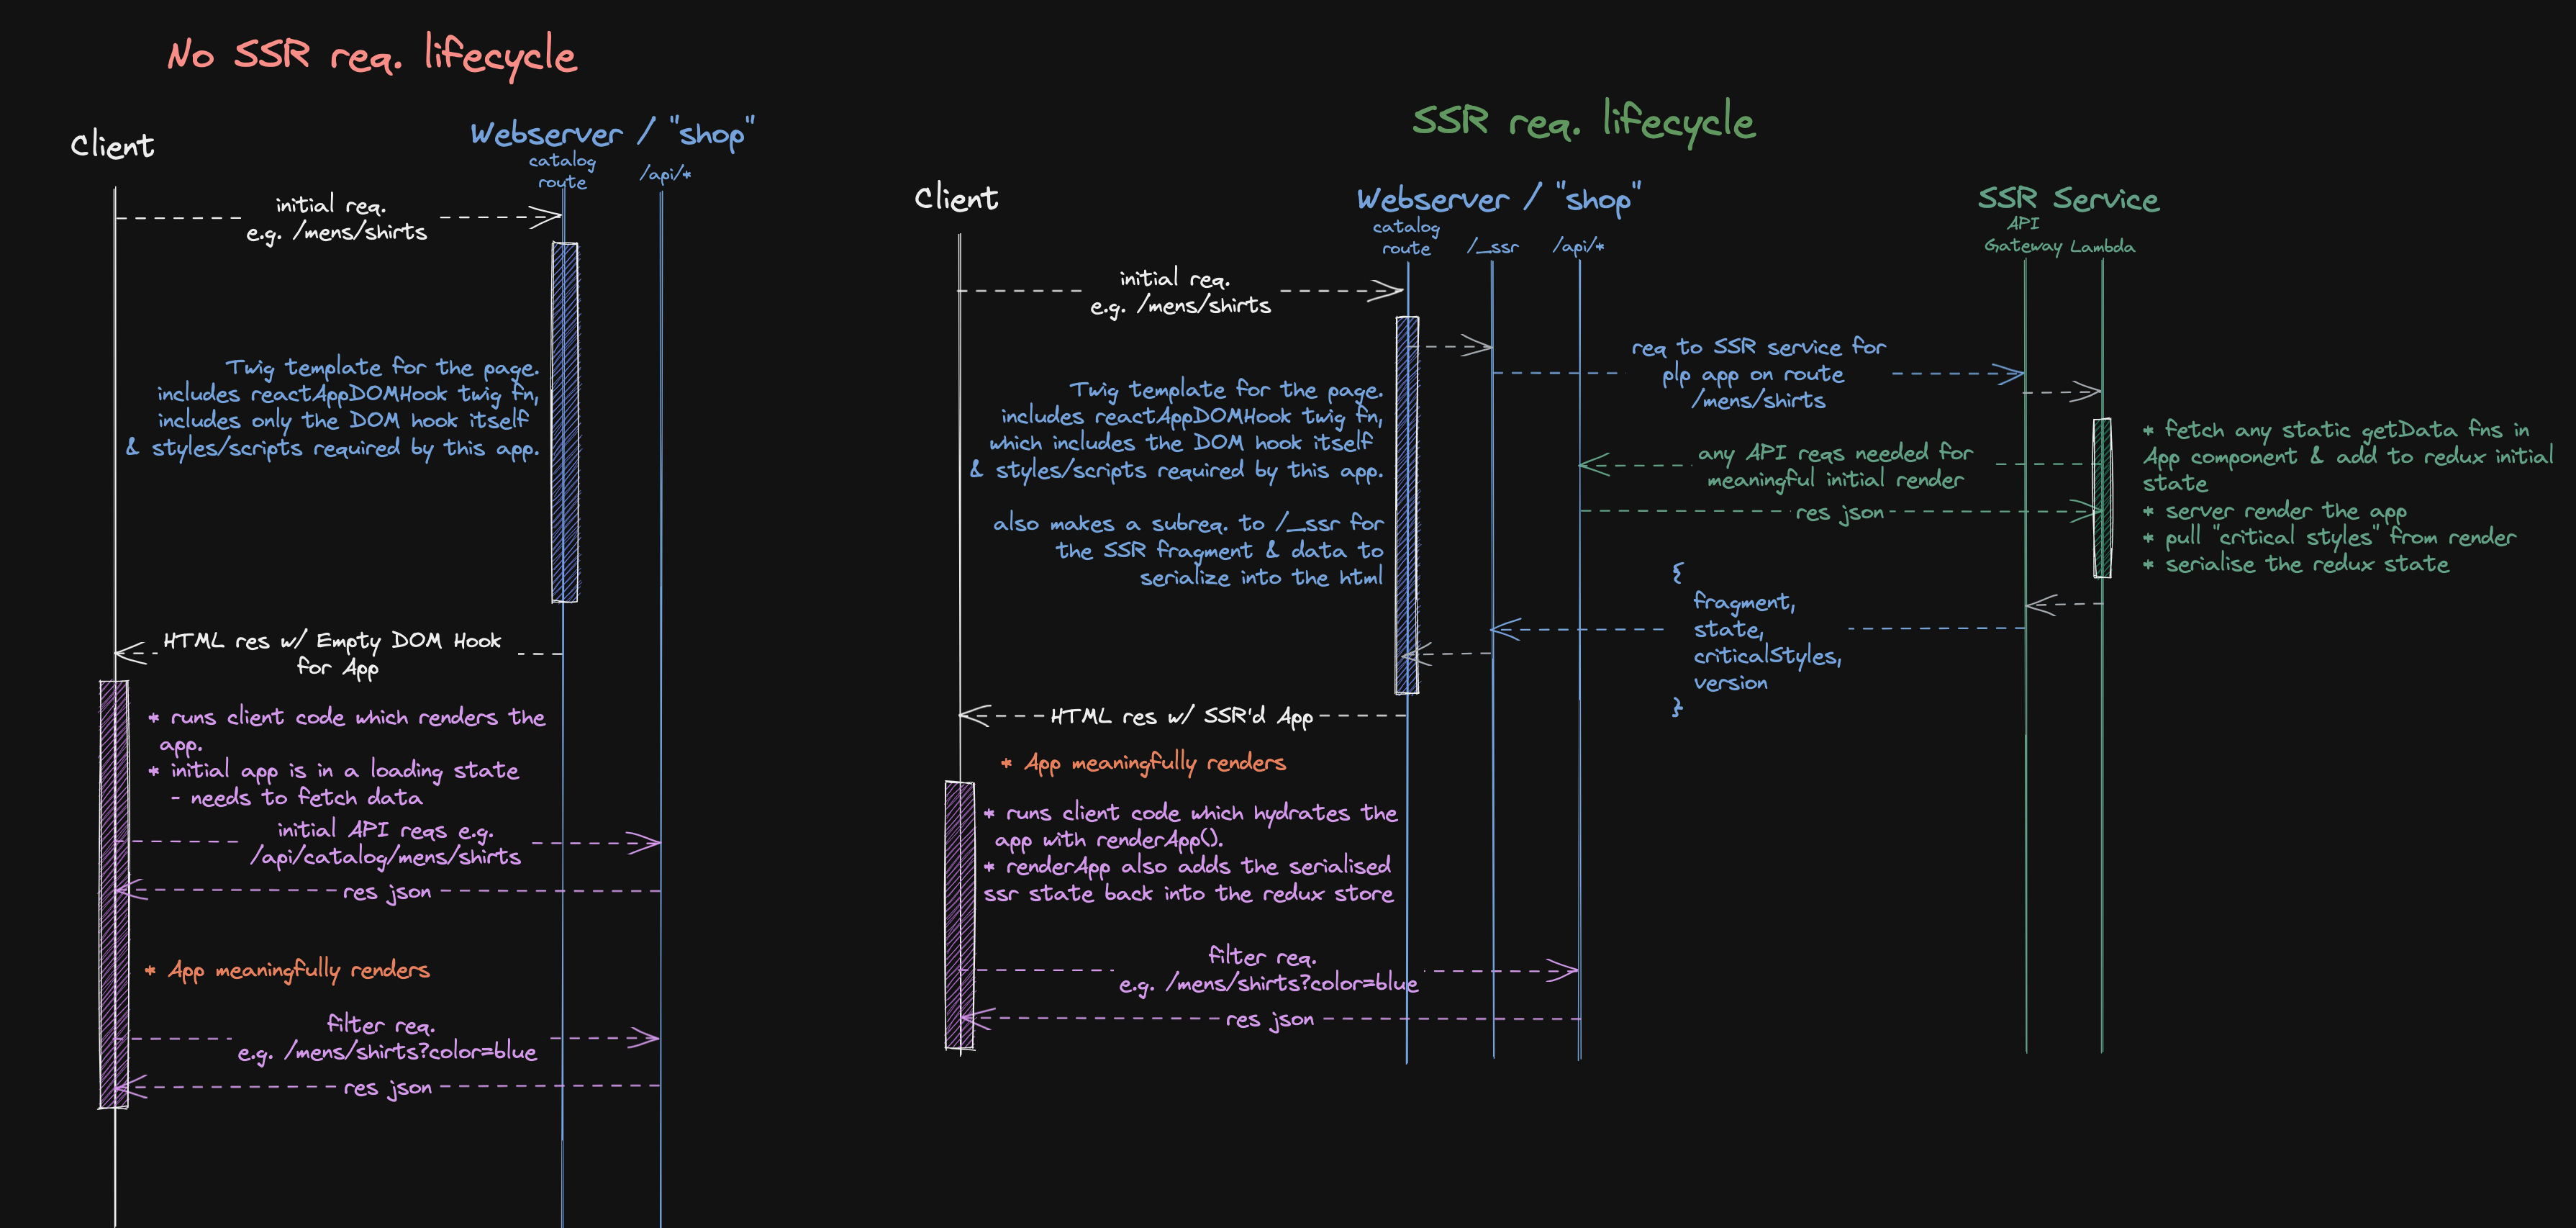 No SSR req. lifecycle
Client
Webserver / "shop"
catalog
route
/api/*
initial req.
e.g. /mens/shirts
Twig template for the page.
includes reactAppDOMHook twig fn,
includes only the DOM hook itself
& styles/scripts required by this app.
HTML res w/ Empty DOM Hook
for App
* runs client code which renders the
app.
* initial app is in a loading state
- needs to fetch data
initial API reqs e.g.
/api/catalog/mens/shirts
res json
* App meaningfully renders
filter req.
e.g. /mens/shirts?color=blue
res json
SSR req. lifecycle
Client
Webserver / "shop"
catalog
route
/_ssr
/api/*
SSR Service
API
Gateway
Lambda
initial req.
e.g. /mens/shirts
Twig template for the page.
includes reactAppDOMHook twig fn,
which includes the DOM hook itself
& styles/scripts required by this app.
also makes a subreq. to /_ssr for
the SSR fragment & data to
serialize into the html
req to SSR service for
plp app on route
/mens/shirts
any API reqs needed for
meaningful initial render
res json
* fetch any static getData fns in
App component & add to redux initial
state
* server render the app
* pull "critical styles" from render
* serialise the redux state
{
fragment,
state,
criticalStyles,
version
}
HTML res w/ SSR'd App
* App meaningfully renders
* runs client code which hydrates the
app with renderApp().
* renderApp also adds the serialised
ssr state back into the redux store
filter req.
e.g. /mens/shirts?color=blue
res json